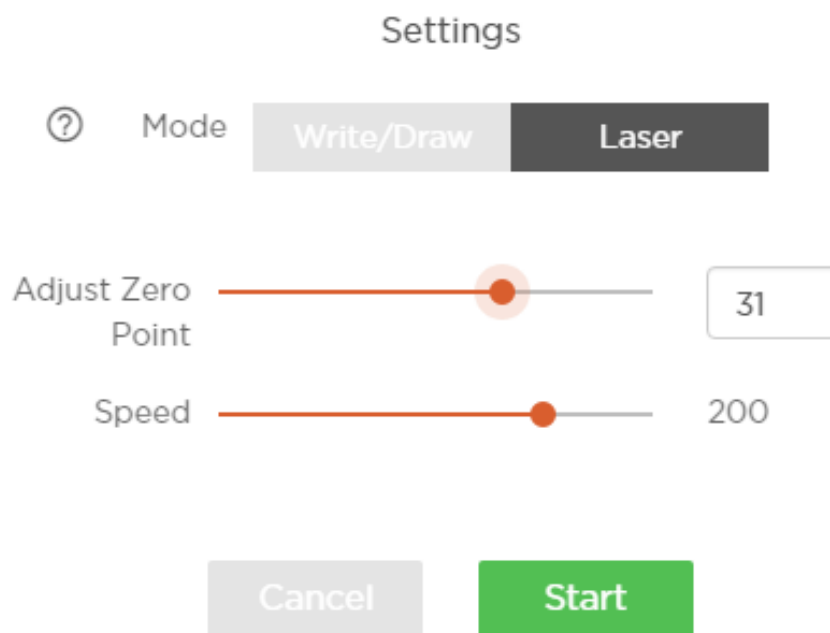 Settings
Mode Write/Draw Laser
Adjust Zero 31
Point
Speed 200
Cancel Start